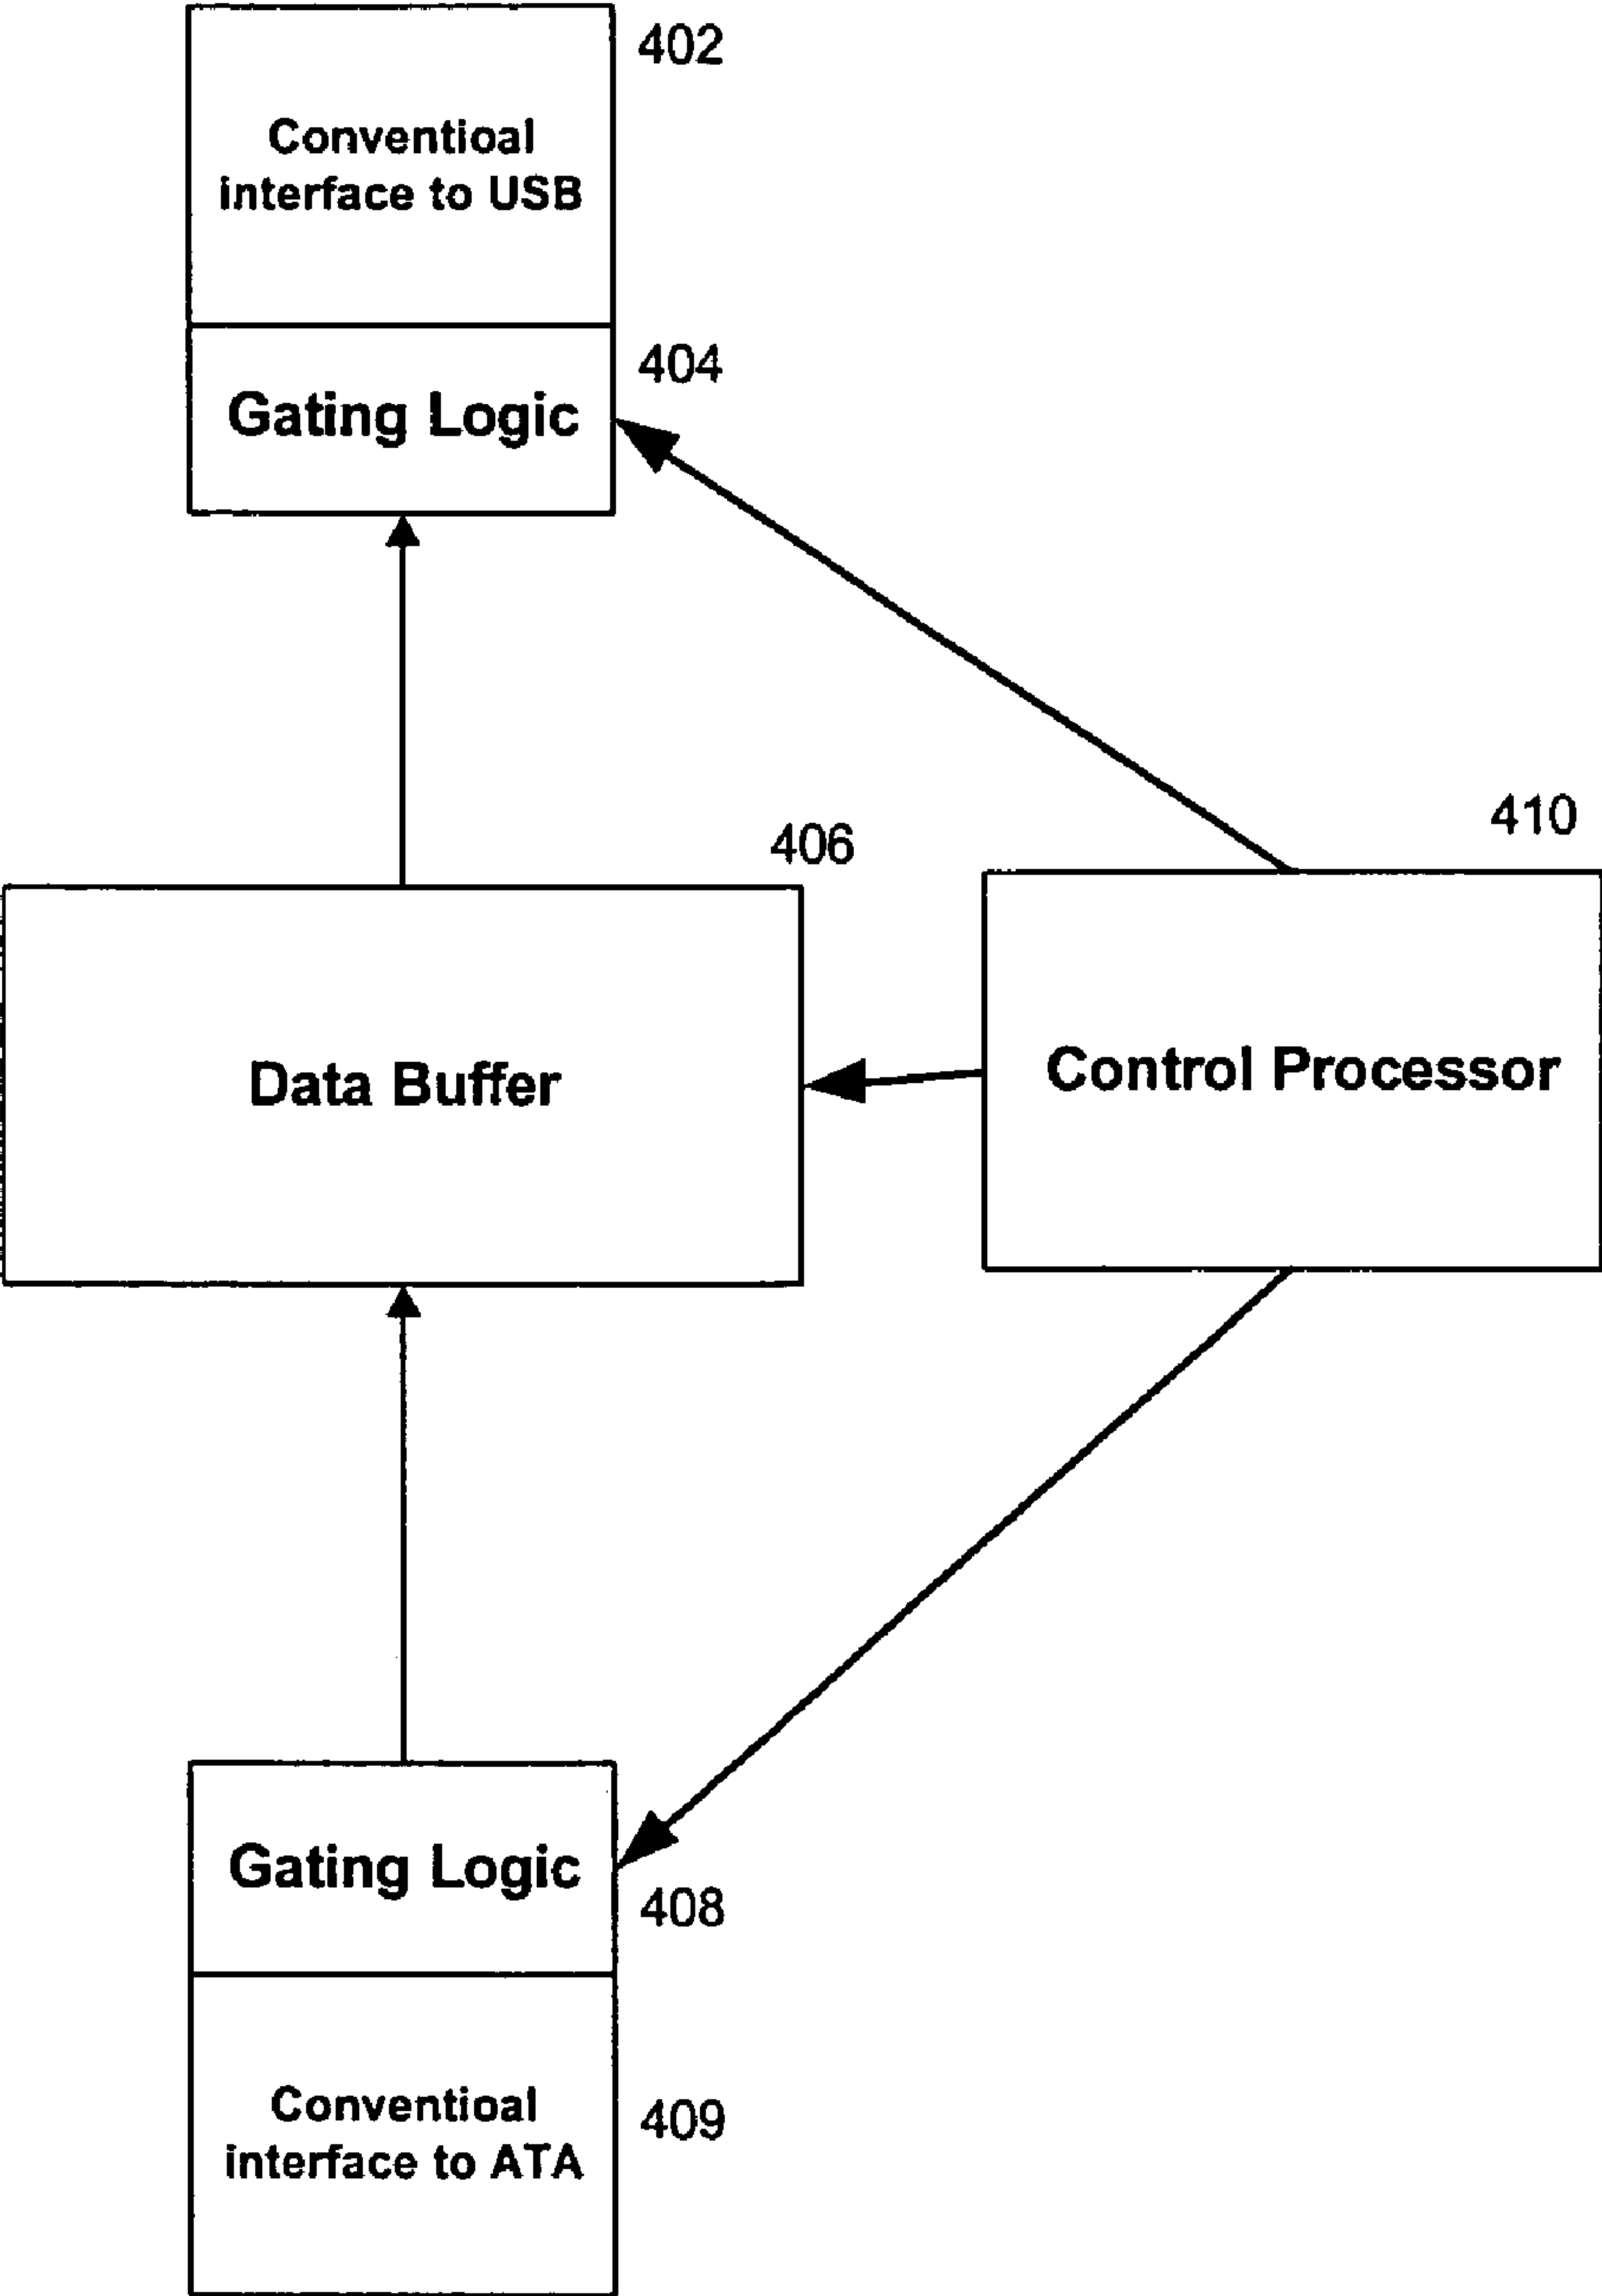 402
Conventioal
interface to USB
404
Gating Logic
406
410
Data Buffer
Control Processor
Gating Logic
408
Conventioal
interface to ATA
409